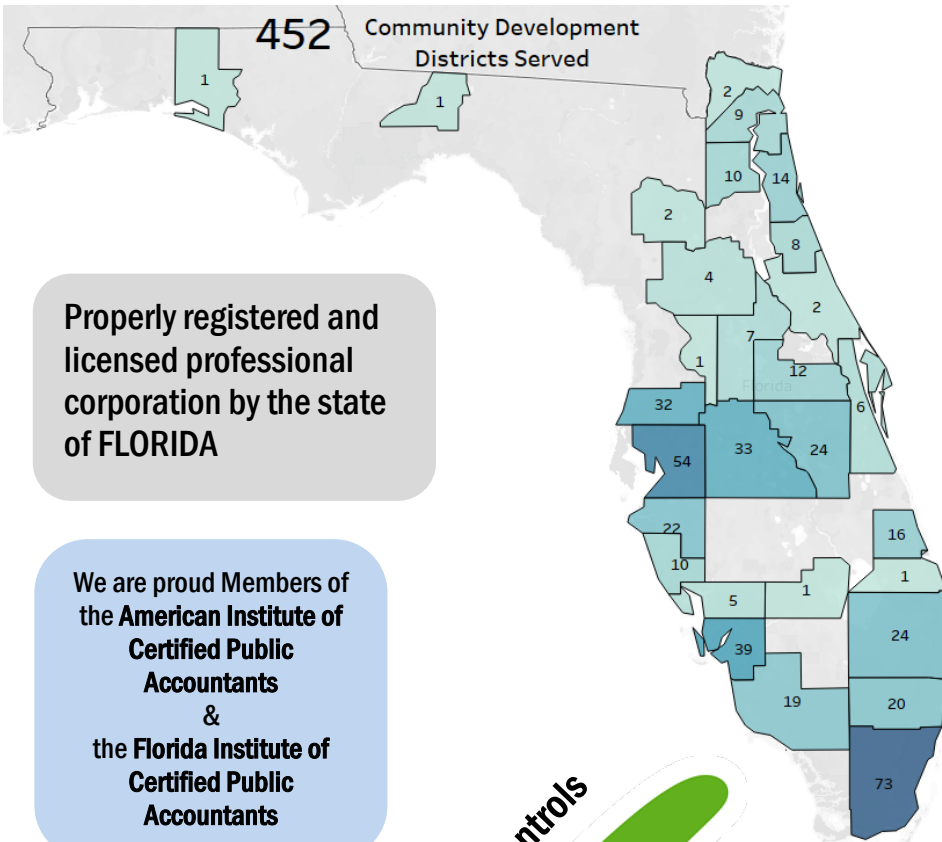 452
Community Development
Districts Served
1
1
2
9
10
14
2
8
4
2
7
1
12
Florida
32
6
54
33
24
22
16
10
1
5
1
24
39
19
20
73
Properly registered and
licensed professional
corporation by the state
of FLORIDA
We are proud Members of
the American Institute of
Certified Public
Accountants
&
the Florida Institute of
Certified Public
Accountants
ntrols